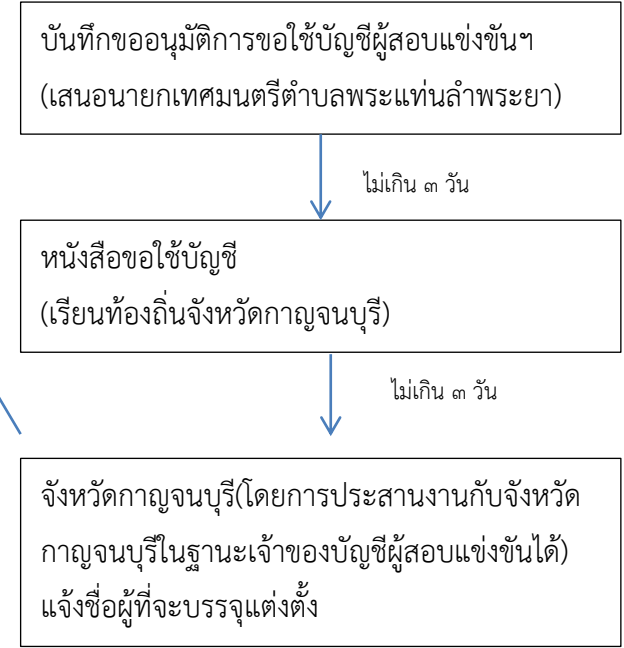 บันทึกขออนุมัติการขอใช้บัญชีผู้สอบแข่งขันฯ
(เสนอนายกเทศมนตรีตำบลพระแท่นลำพระยา)
ไม่เกิน ๓ วัน
หนังสือขอใช้บัญชี
(เรียนท้องถิ่นจังหวัดกาญจนบุรี)
ไม่เกิน ๓ วัน
จังหวัดกาญจนบุรี(โดยการประสานงานกับจังหวัด
กาญจนบุรีในฐานะเจ้าของบัญชีผู้สอบแข่งขันได้)
แจ้งชื่อผู้ที่จะบรรจุแต่งตั้ง